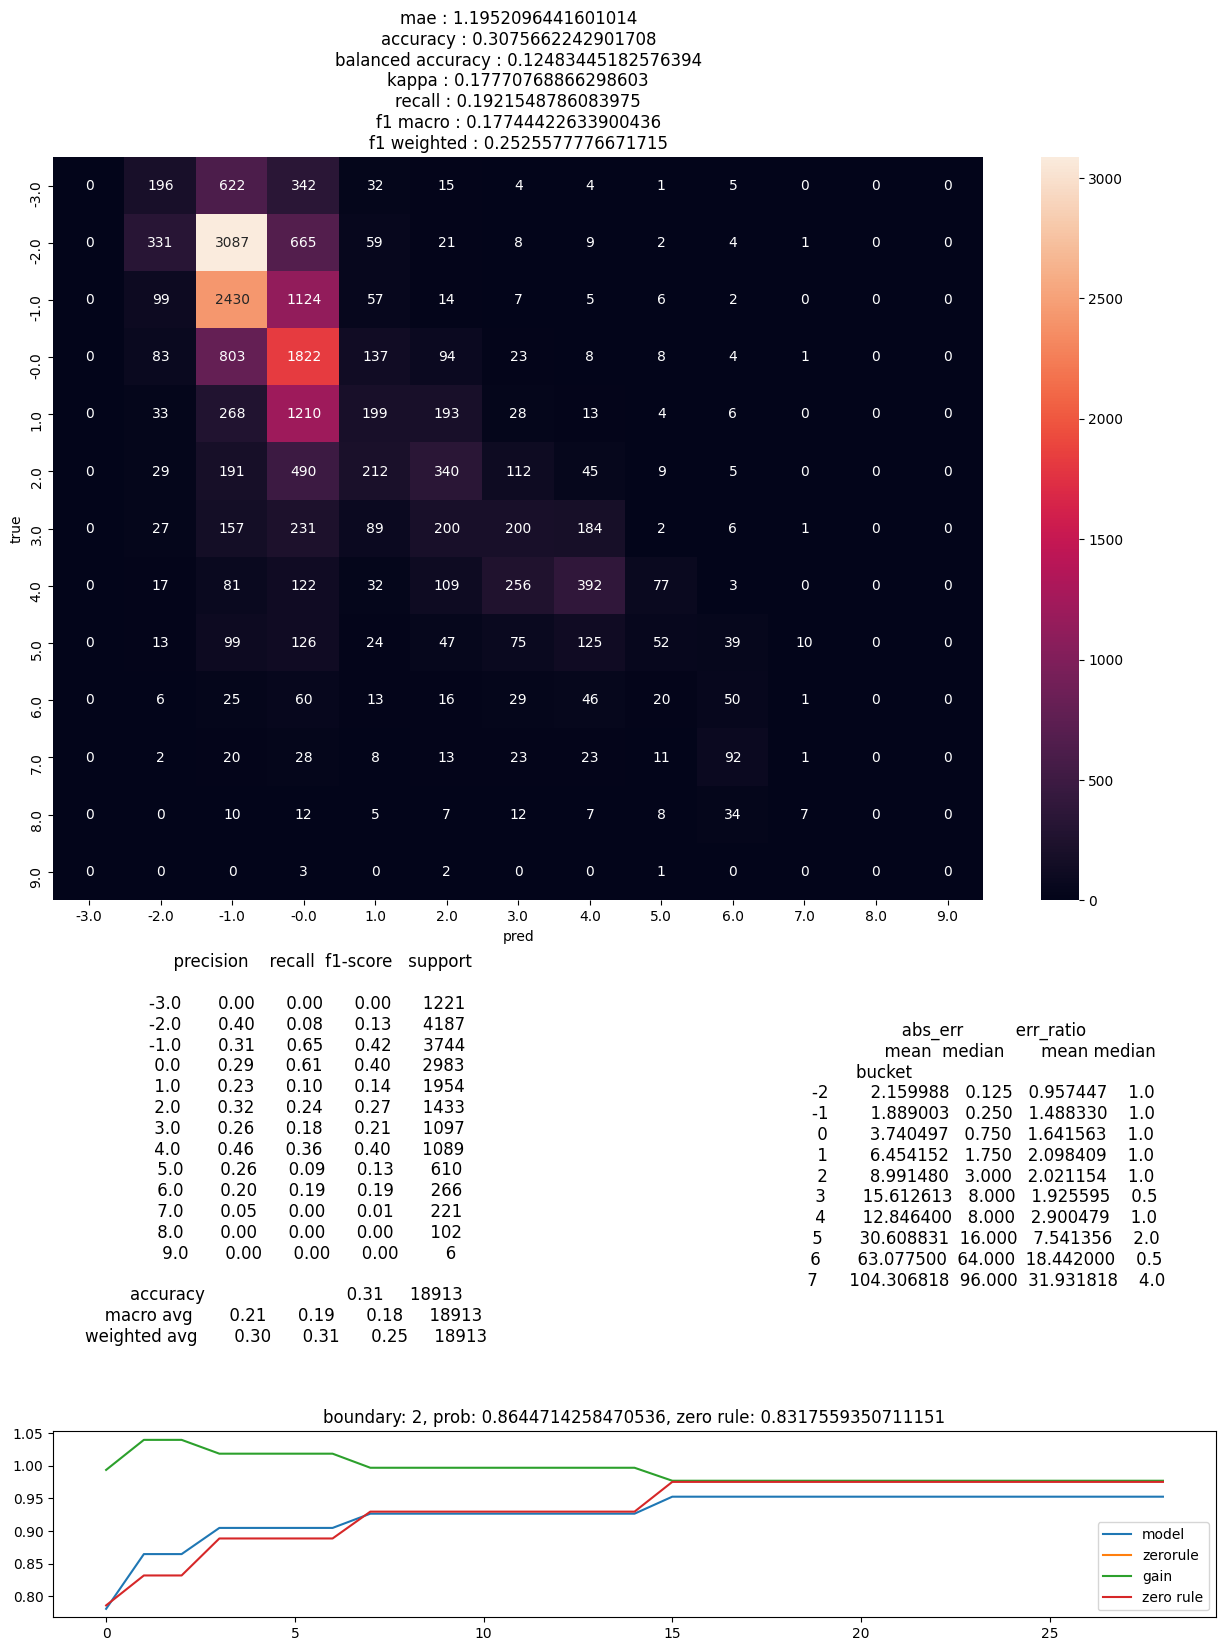 mae : 1.1952096441601014
accuracy : 0.3075662242901708
balanced accuracy : 0.12483445182576394
kappa : 0.17770768866298603
recall : 0.1921548786083975
f1 macro : 0.17744422633900436
f1 weighted : 0.2525577776671715
-3.0 0 196 622 342 32 15 4 4 1 5 0 0 0
-2.0 0 331 3087 665 59 21 8 9 2 4 1 0 0
-1.0 0 99 2430 1124 57 14 7 5 6 2 0 0 0
-0.0 0 83 803 1822 137 94 23 8 8 4 1 0 0
1.0 0 33 268 1210 199 193 28 13 4 6 0 0 0
2.0 0 29 191 490 212 340 112 45 9 5 0 0 0
3.0 0 27 157 231 89 200 200 184 2 6 1 0 0
4.0 0 17 81 122 32 109 256 392 77 3 0 0 0
5.0 0 13 99 126 24 47 75 125 52 39 10 0 0
6.0 0 6 25 60 13 16 29 46 20 50 1 0 0
7.0 0 2 20 28 8 13 23 23 11 92 1 0 0
8.0 0 0 10 12 5 7 12 7 8 34 7 0 0
9.0 0 0 0 3 0 2 0 0 1 0 0 0 0
true
-3.0 -2.0 -1.0 -0.0 1.0 2.0 3.0 4.0 5.0 6.0 7.0 8.0 9.0
pred
3000
2500
2000
1500
1000
500
0
precision recall f1-score support
-3.0 0.00 0.00 0.00 1221
-2.0 0.40 0.08 0.13 4187
-1.0 0.31 0.65 0.42 3744
0.0 0.29 0.61 0.40 2983
1.0 0.23 0.10 0.14 1954
2.0 0.32 0.24 0.27 1433
3.0 0.26 0.18 0.21 1097
4.0 0.46 0.36 0.40 1089
5.0 0.26 0.09 0.13 610
6.0 0.20 0.19 0.19 266
7.0 0.05 0.00 0.01 221
8.0 0.00 0.00 0.00 102
9.0 0.00 0.00 0.00 6
accuracy 0.31 18913
macro avg 0.21 0.19 0.18 18913
weighted avg 0.30 0.31 0.25 18913
abs_err err_ratio
mean median mean median
bucket
-2 2.159988 0.125 0.957447 1.0
-1 1.889003 0.250 1.488330 1.0
0 3.740497 0.750 1.641563 1.0
1 6.454152 1.750 2.098409 1.0
2 8.991480 3.000 2.021154 1.0
3 15.612613 8.000 1.925595 0.5
4 12.846400 8.000 2.900479 1.0
5 30.608831 16.000 7.541356 2.0
6 63.077500 64.000 18.442000 0.5
7 104.306818 96.000 31.931818 4.0
boundary: 2, prob: 0.8644714258470536, zero rule: 0.8317559350711151
1.05
1.00
0.95
0.90
0.85
0.80
0 5 10 15 20 25
model
zerorule
gain
zero rule